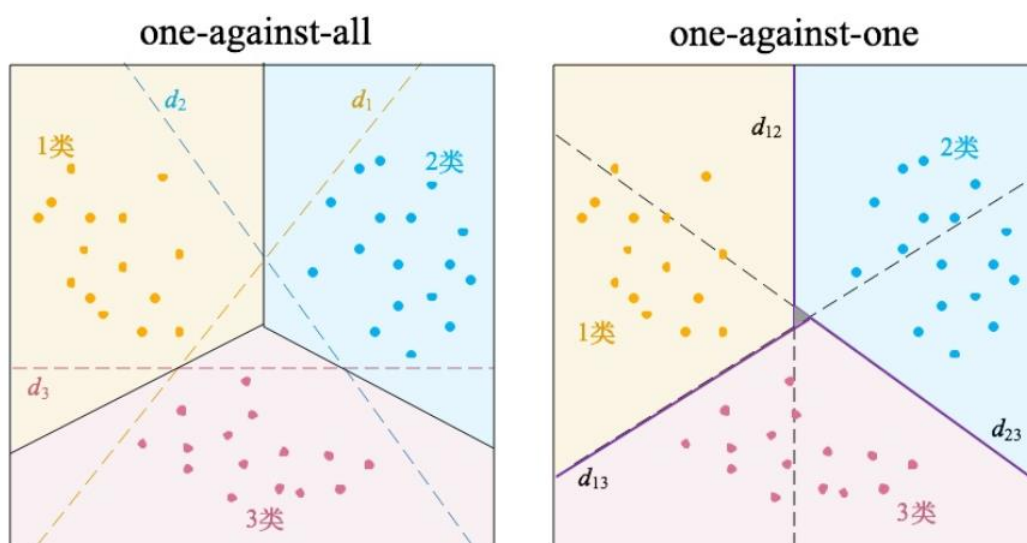 one-against-all
d2
d1
1类
2类
d3
3类
one-against-one
d12
2类
1类
d23
d13
3类